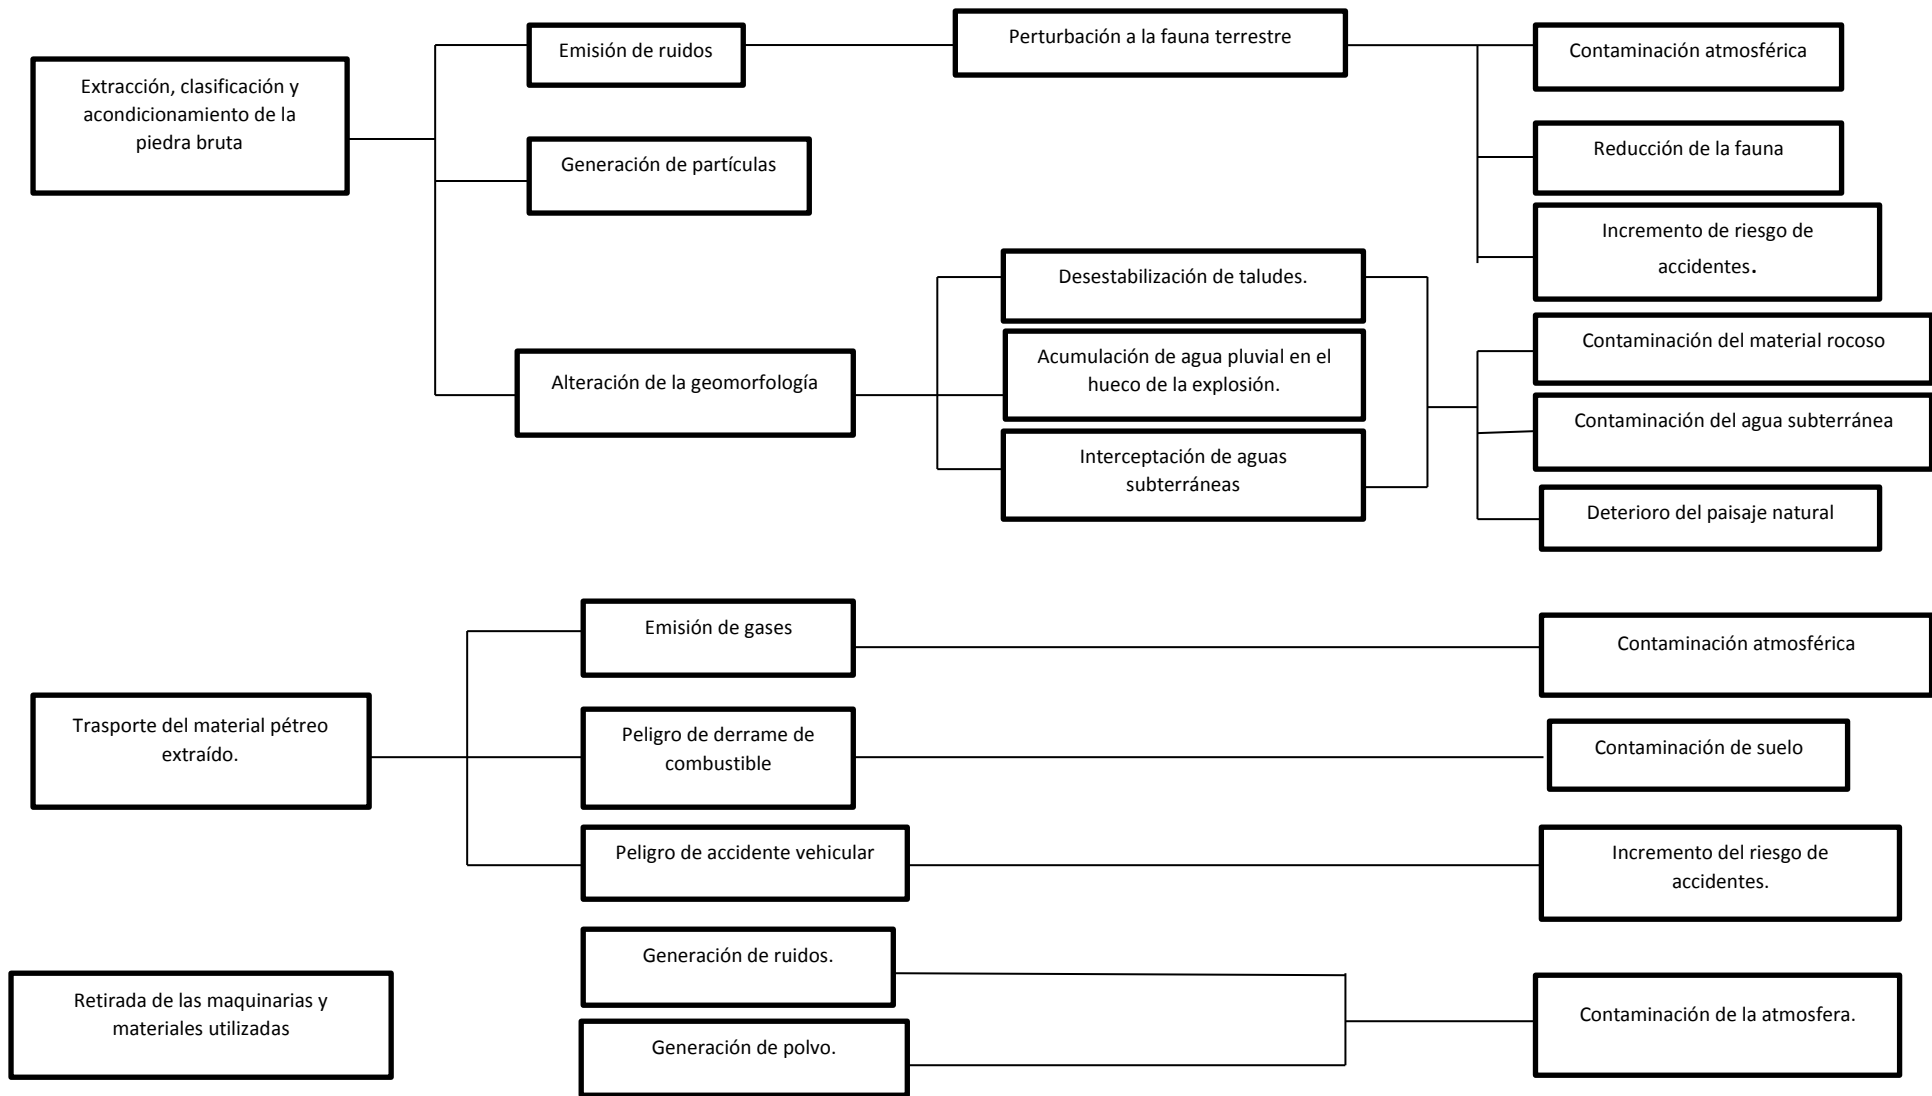 Extracción, clasificación y
acondicionamiento de la
piedra bruta
Emisión de ruidos
Perturbación a la fauna terrestre
Contaminación atmosférica
Generación de partículas
Reducción de la fauna
Incremento de riesgo de
accidentes.
Alteración de la geomorfología
Desestabilización de taludes.
Acumulación de agua pluvial en el
hueco de la explosión.
Interceptación de aguas
subterráneas
Contaminación del material rocoso
Contaminación del agua subterránea
Deterioro del paisaje natural
Trasporte del material pétreo
extraído.
Emisión de gases
Contaminación atmosférica
Peligro de derrame de
combustible
Contaminación de suelo
Peligro de accidente vehicular
Incremento del riesgo de
accidentes.
Retirada de las maquinarias y
materiales utilizadas
Generación de ruidos.
Generación de polvo.
Contaminación de la atmosfera.